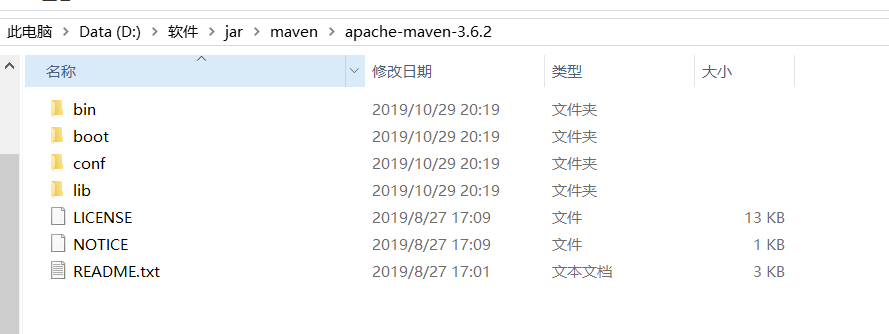 此电脑 > Data (D:) > 软件 > jar > maven > apache-maven-3.6.2
名称 修改日期 类型 大小
bin 2019/10/29 20:19 文件夹
boot 2019/10/29 20:19 文件夹
conf 2019/10/29 20:19 文件夹
lib 2019/10/29 20:19 文件夹
LICENSE 2019/8/27 17:09 文件 13 KB
NOTICE 2019/8/27 17:09 文件 1 KB
README.txt 2019/8/27 17:01 文本文档 3 KB